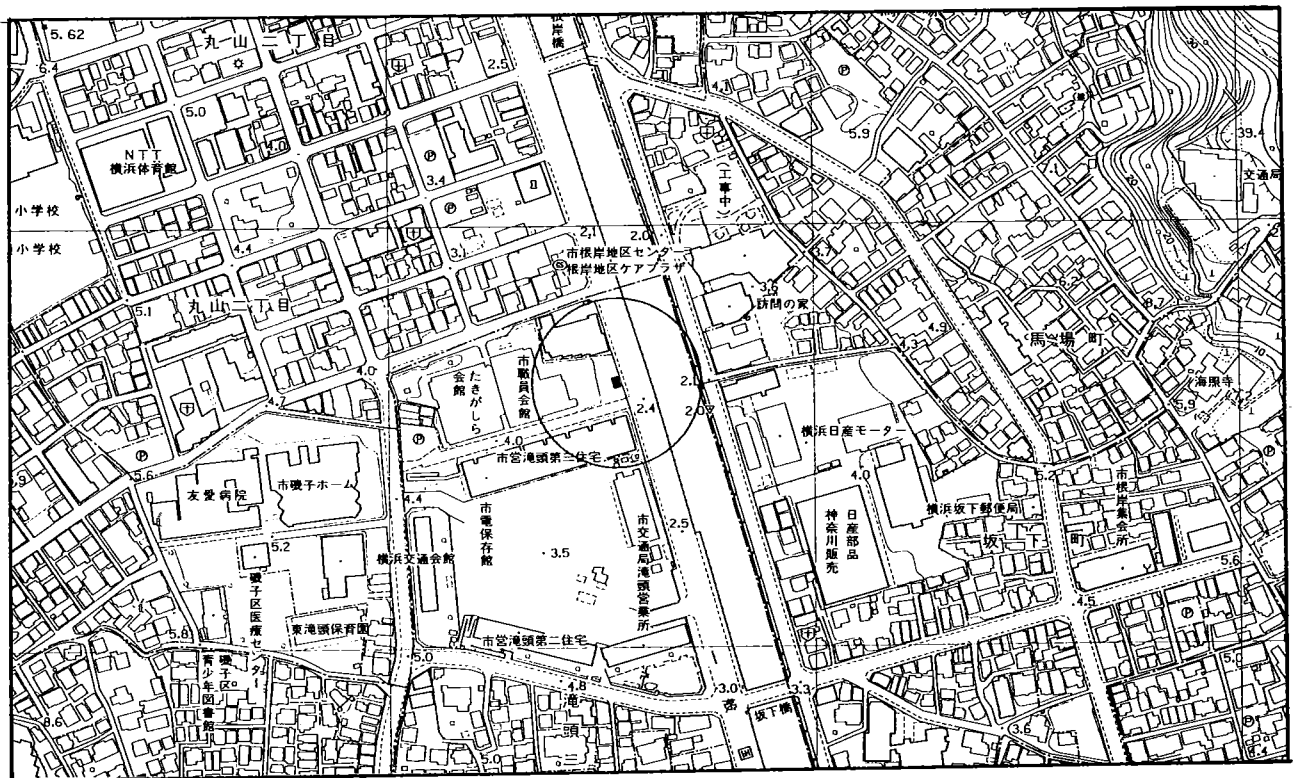 5.62
丸山二丁目
根岸橋
6.4
2.5
4.7
5.0
5.9
39.4
NTT
横浜体育館
4.0
3.4
(工事中)
交通局
小学校
小学校
4.4
2.1
2.0
3.1
3.7
市根岸地区センター
根岸地区ケアプラザ
6.2
8.7
5.1
丸山二丁目
3.6
訪問の家
4.9
馬場町
4.3
4.0
市職員会館
たきがしら会館
2.1
海照寺
5.9
4.7
2.4
2.0
4.0
横浜日産モーター
5.6
市営滝頭第二住宅
友愛病院
市磯子ホーム
4.0
5.2
4.4
市電保存館
2.5
市交通局滝頭営業所
日産部品
神奈川販売
横浜坂下郵便局
市根岸集会所
坂下町
5.2
横浜交通会館
3.5
5.6
磯子区医療センター
4.5
東滝頭保育園
市営滝頭第二住宅
5.8
磯子区
青少年図書館
5.0
5.0
4.8
3.0
3.3
坂下橋
8.6
滝頭三
3.6
5.0
4.4